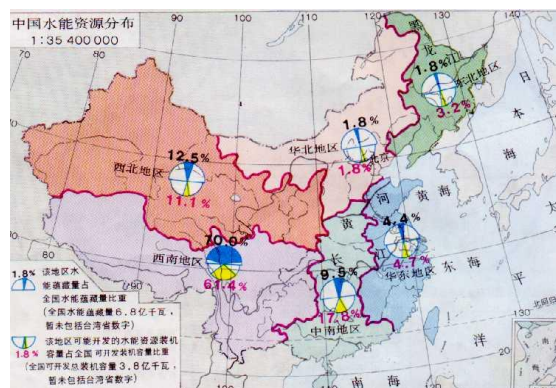 中国水能资源分布
1:35 400 000
70
80
90
100
110
120
130
140
黑
龙
江
1.8%
东北地区
3.2%
日
本
海
1.8%
华北地区
北京
1.8%
12.5%
西北地区
11.1%
黄
河
黄海
4.4%
江
华东地区
4.7%
东海
70.0%
西南地区
61.4%
长
9.5%
17.8%
中南地区
太
平
洋
1.8%
该地区水
能蕴藏量占
全国水能蕴藏量比重
(全国水能蕴藏量6.8亿千瓦,
暂未包括台湾省数字)
1.8%
该地区可能开发的水能资源装机
容量占全国可开发装机容量比重
(全国可开发总装机容量3.8亿千瓦,
暂未包括台湾省数字)